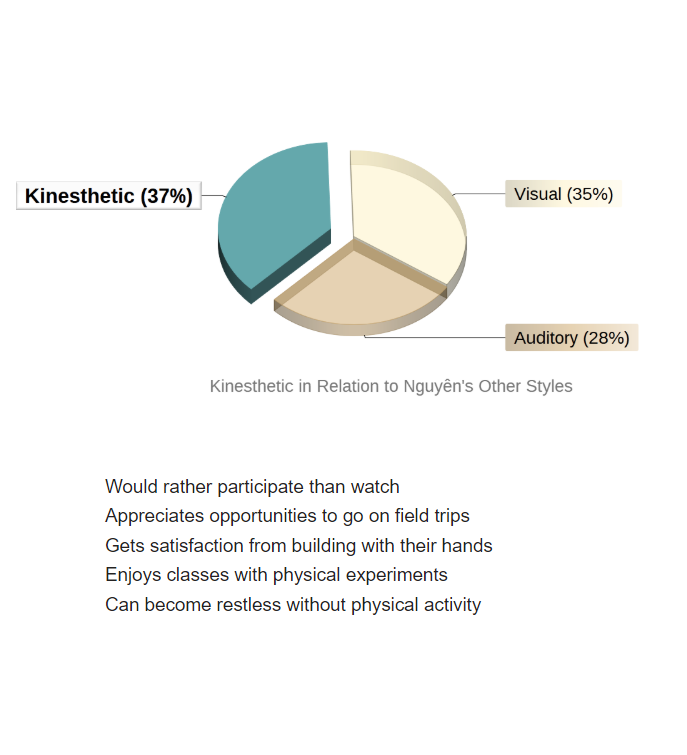 Kinesthetic (37%)
Visual (35%)
Auditory (28%)
Kinesthetic in Relation to Nguyên's Other Styles
Would rather participate than watch
Appreciates opportunities to go on field trips
Gets satisfaction from building with their hands
Enjoys classes with physical experiments
Can become restless without physical activity